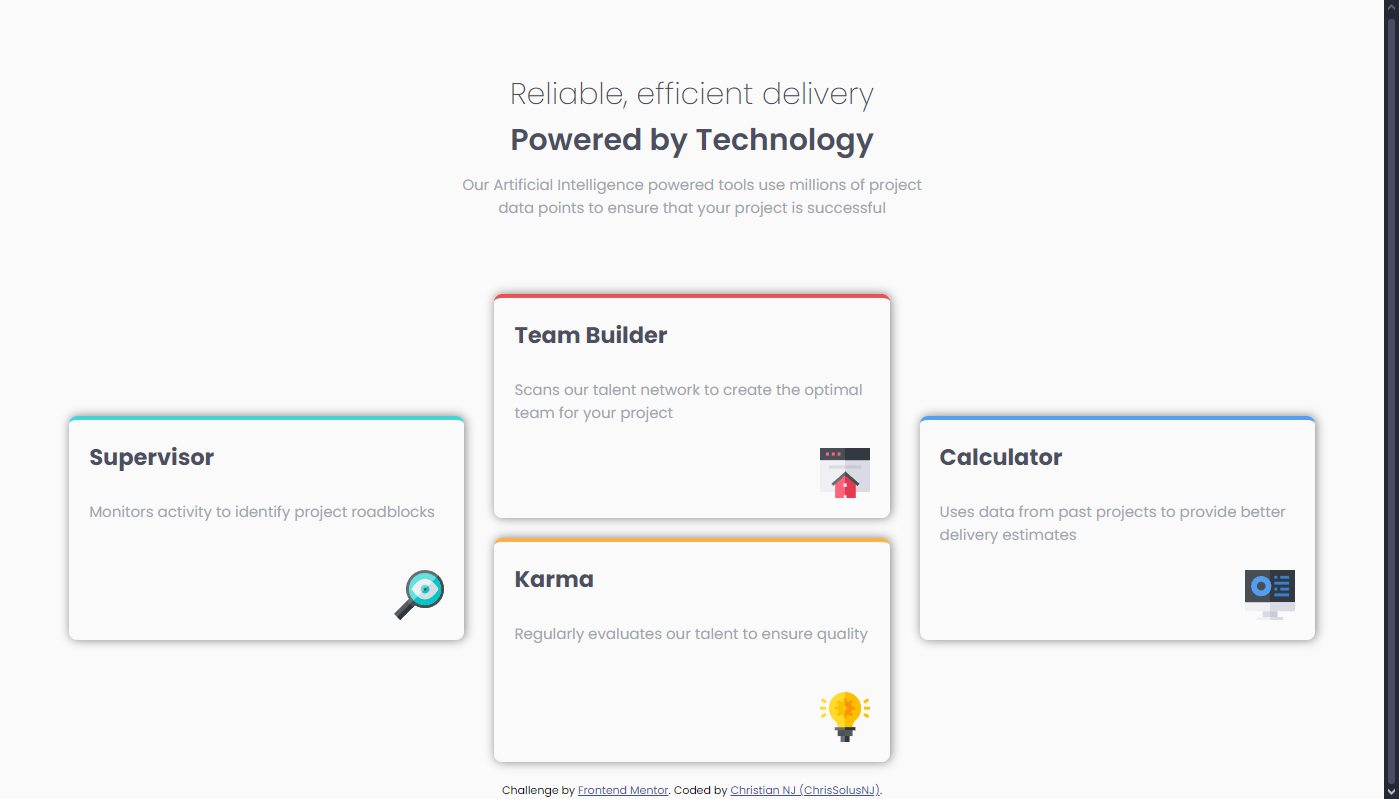 Reliable, efficient delivery
Powered by Technology
Our Artificial Intelligence powered tools use millions of project
data points to ensure that your project is successful
Team Builder
Scans our talent network to create the optimal
team for your project
Supervisor
Monitors activity to identify project roadblocks
Calculator
Uses data from past projects to provide better
delivery estimates
Karma
Regularly evaluates our talent to ensure quality
Challenge by Frontend Mentor. Coded by Christian NJ (ChrisSolusNJ).